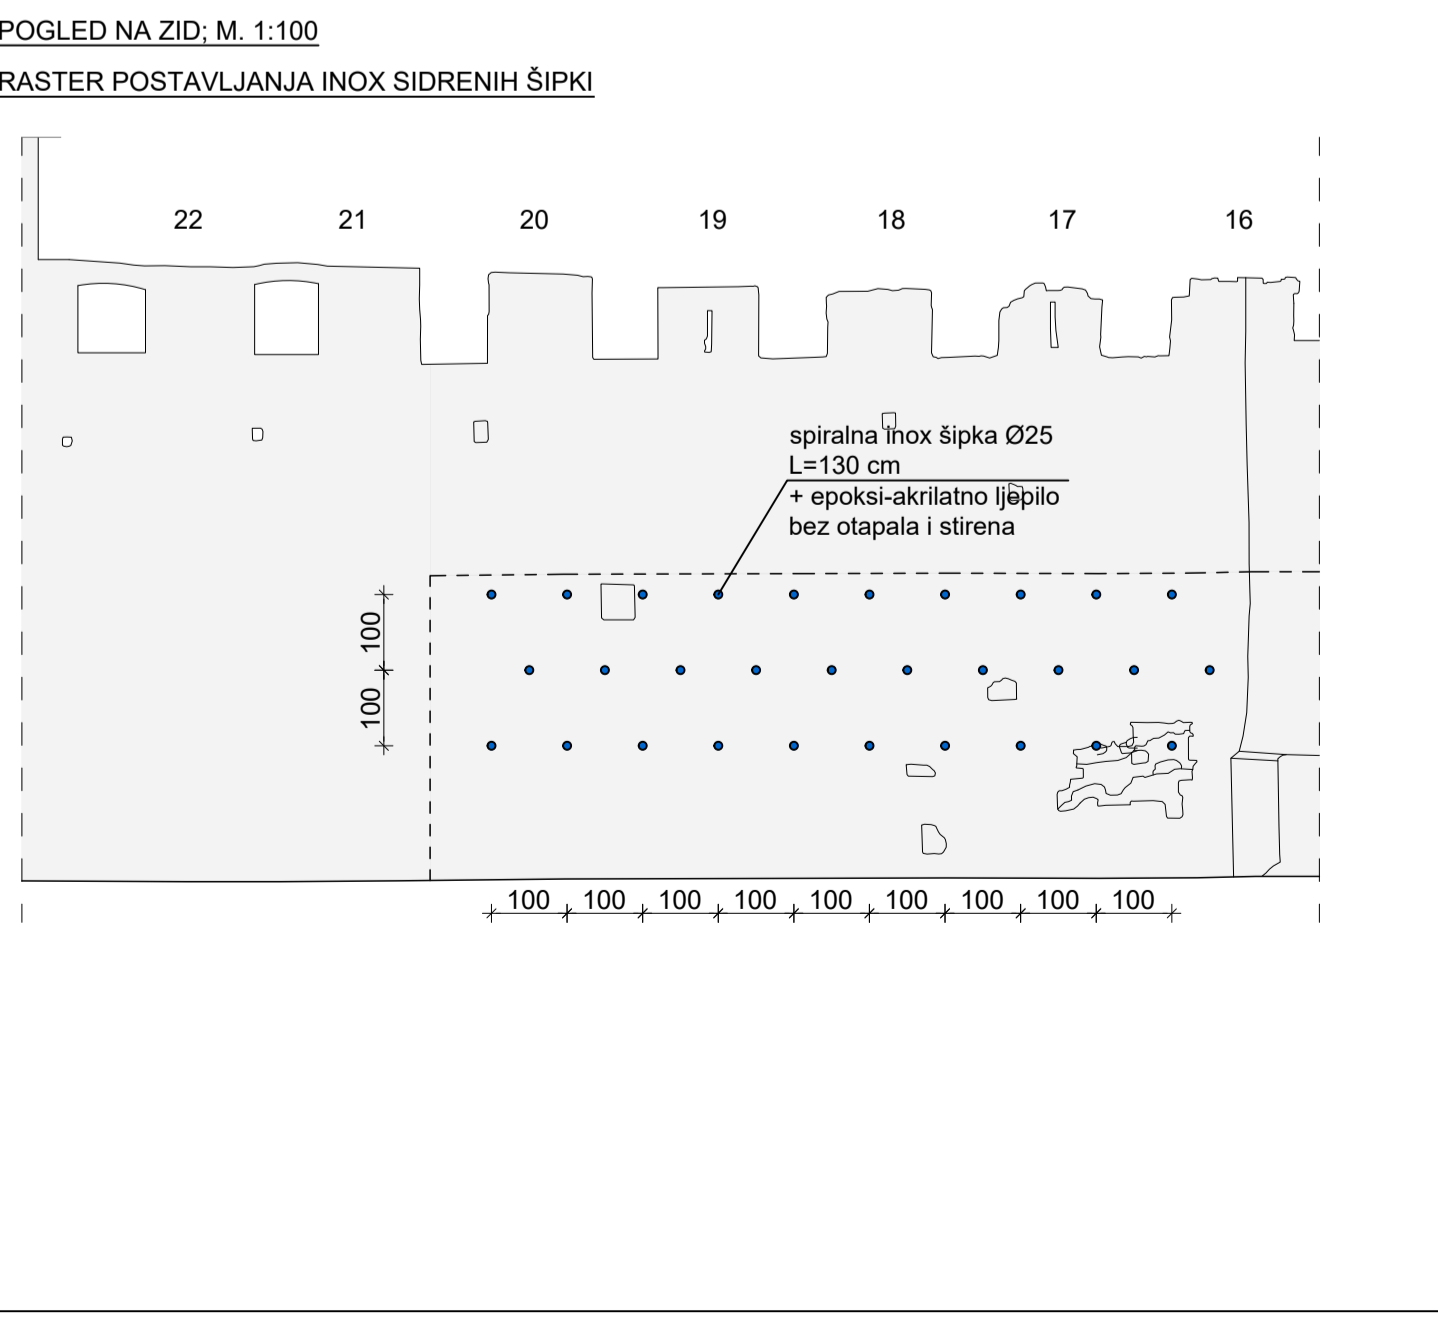 POGLED NA ZID; M. 1:100
RASTER POSTAVLJANJA INOX SIDRENIH ŠIPKI
22 21 20 19 18 17 16
spiralna inox šipka Ø25
L=130 cm
+ epoksi-akrilatno ljepilo
bez otapala i stirena
100
100
100 100 100 100 100 100 100 100 100